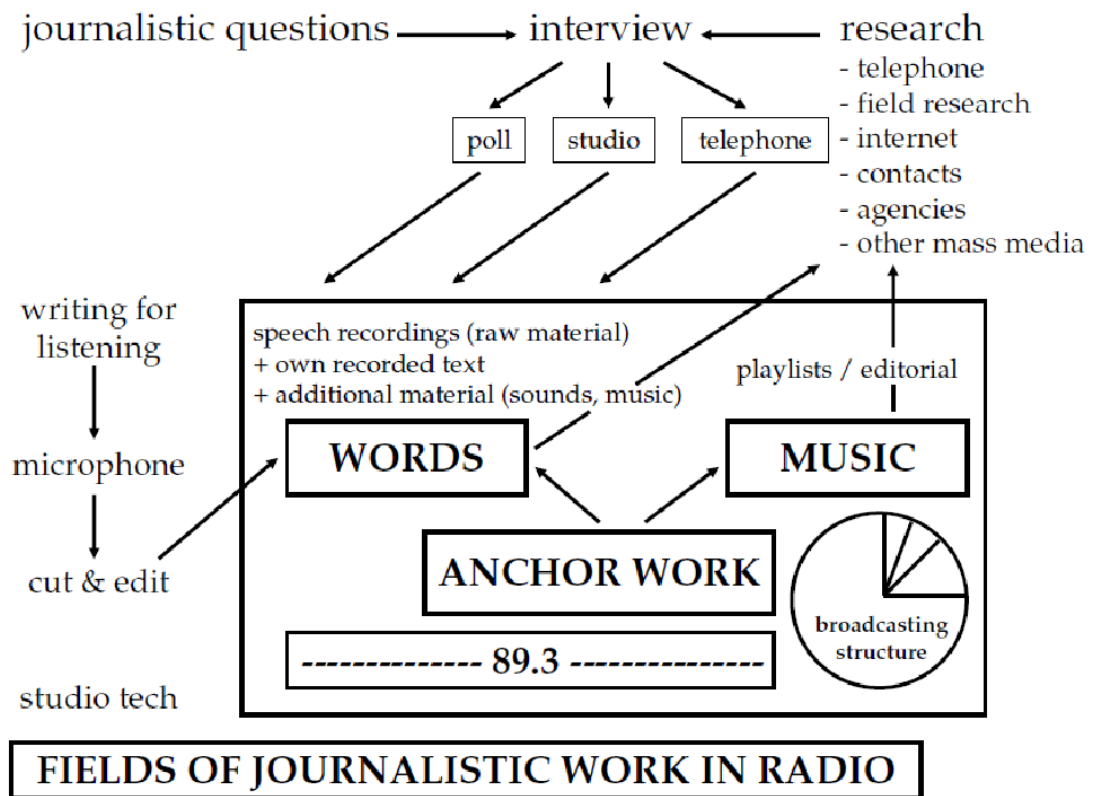 journalistic questions
interview
research
- telephone
- field research
- internet
- contacts
- agencies
- other mass media
poll
studio
telephone
writing for
listening
microphone
cut & edit
studio tech
speech recordings (raw material)
+ own recorded text
+ additional material (sounds, music)
playlists / editorial
WORDS
MUSIC
ANCHOR WORK
broadcasting
structure
-------------- 89.3 ---------------
FIELDS OF JOURNALISTIC WORK IN RADIO